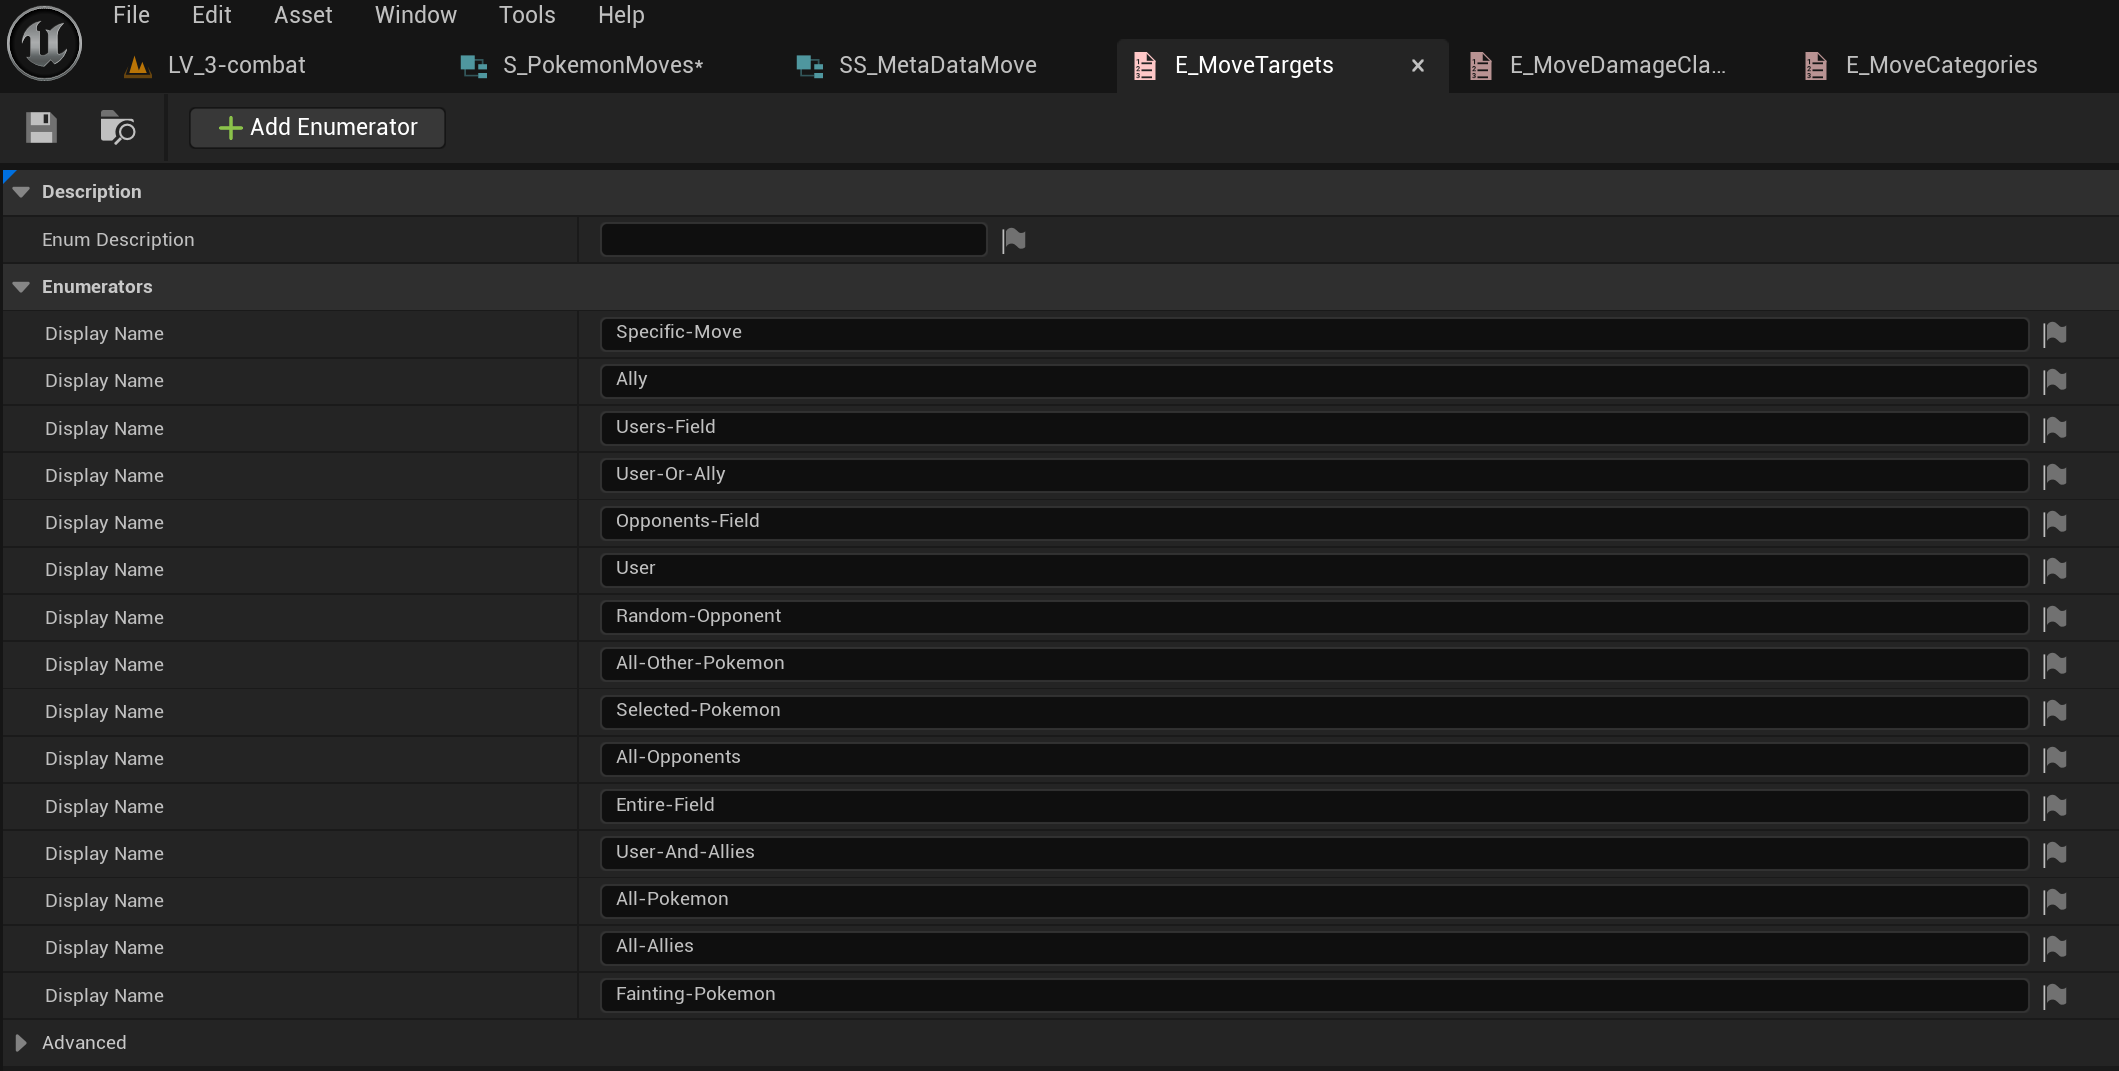 File Edit Asset Window Tools Help
LV_3-combat S_PokemonMoves* SS_MetaDataMove E_MoveTargets E_MoveDamageCla... E_MoveCategories
Add Enumerator
Description
Enum Description
Enumerators
Display Name Specific-Move
Display Name Ally
Display Name Users-Field
Display Name User-Or-Ally
Display Name Opponents-Field
Display Name User
Display Name Random-Opponent
Display Name All-Other-Pokemon
Display Name Selected-Pokemon
Display Name All-Opponents
Display Name Entire-Field
Display Name User-And-Allies
Display Name All-Pokemon
Display Name All-Allies
Display Name Fainting-Pokemon
Advanced